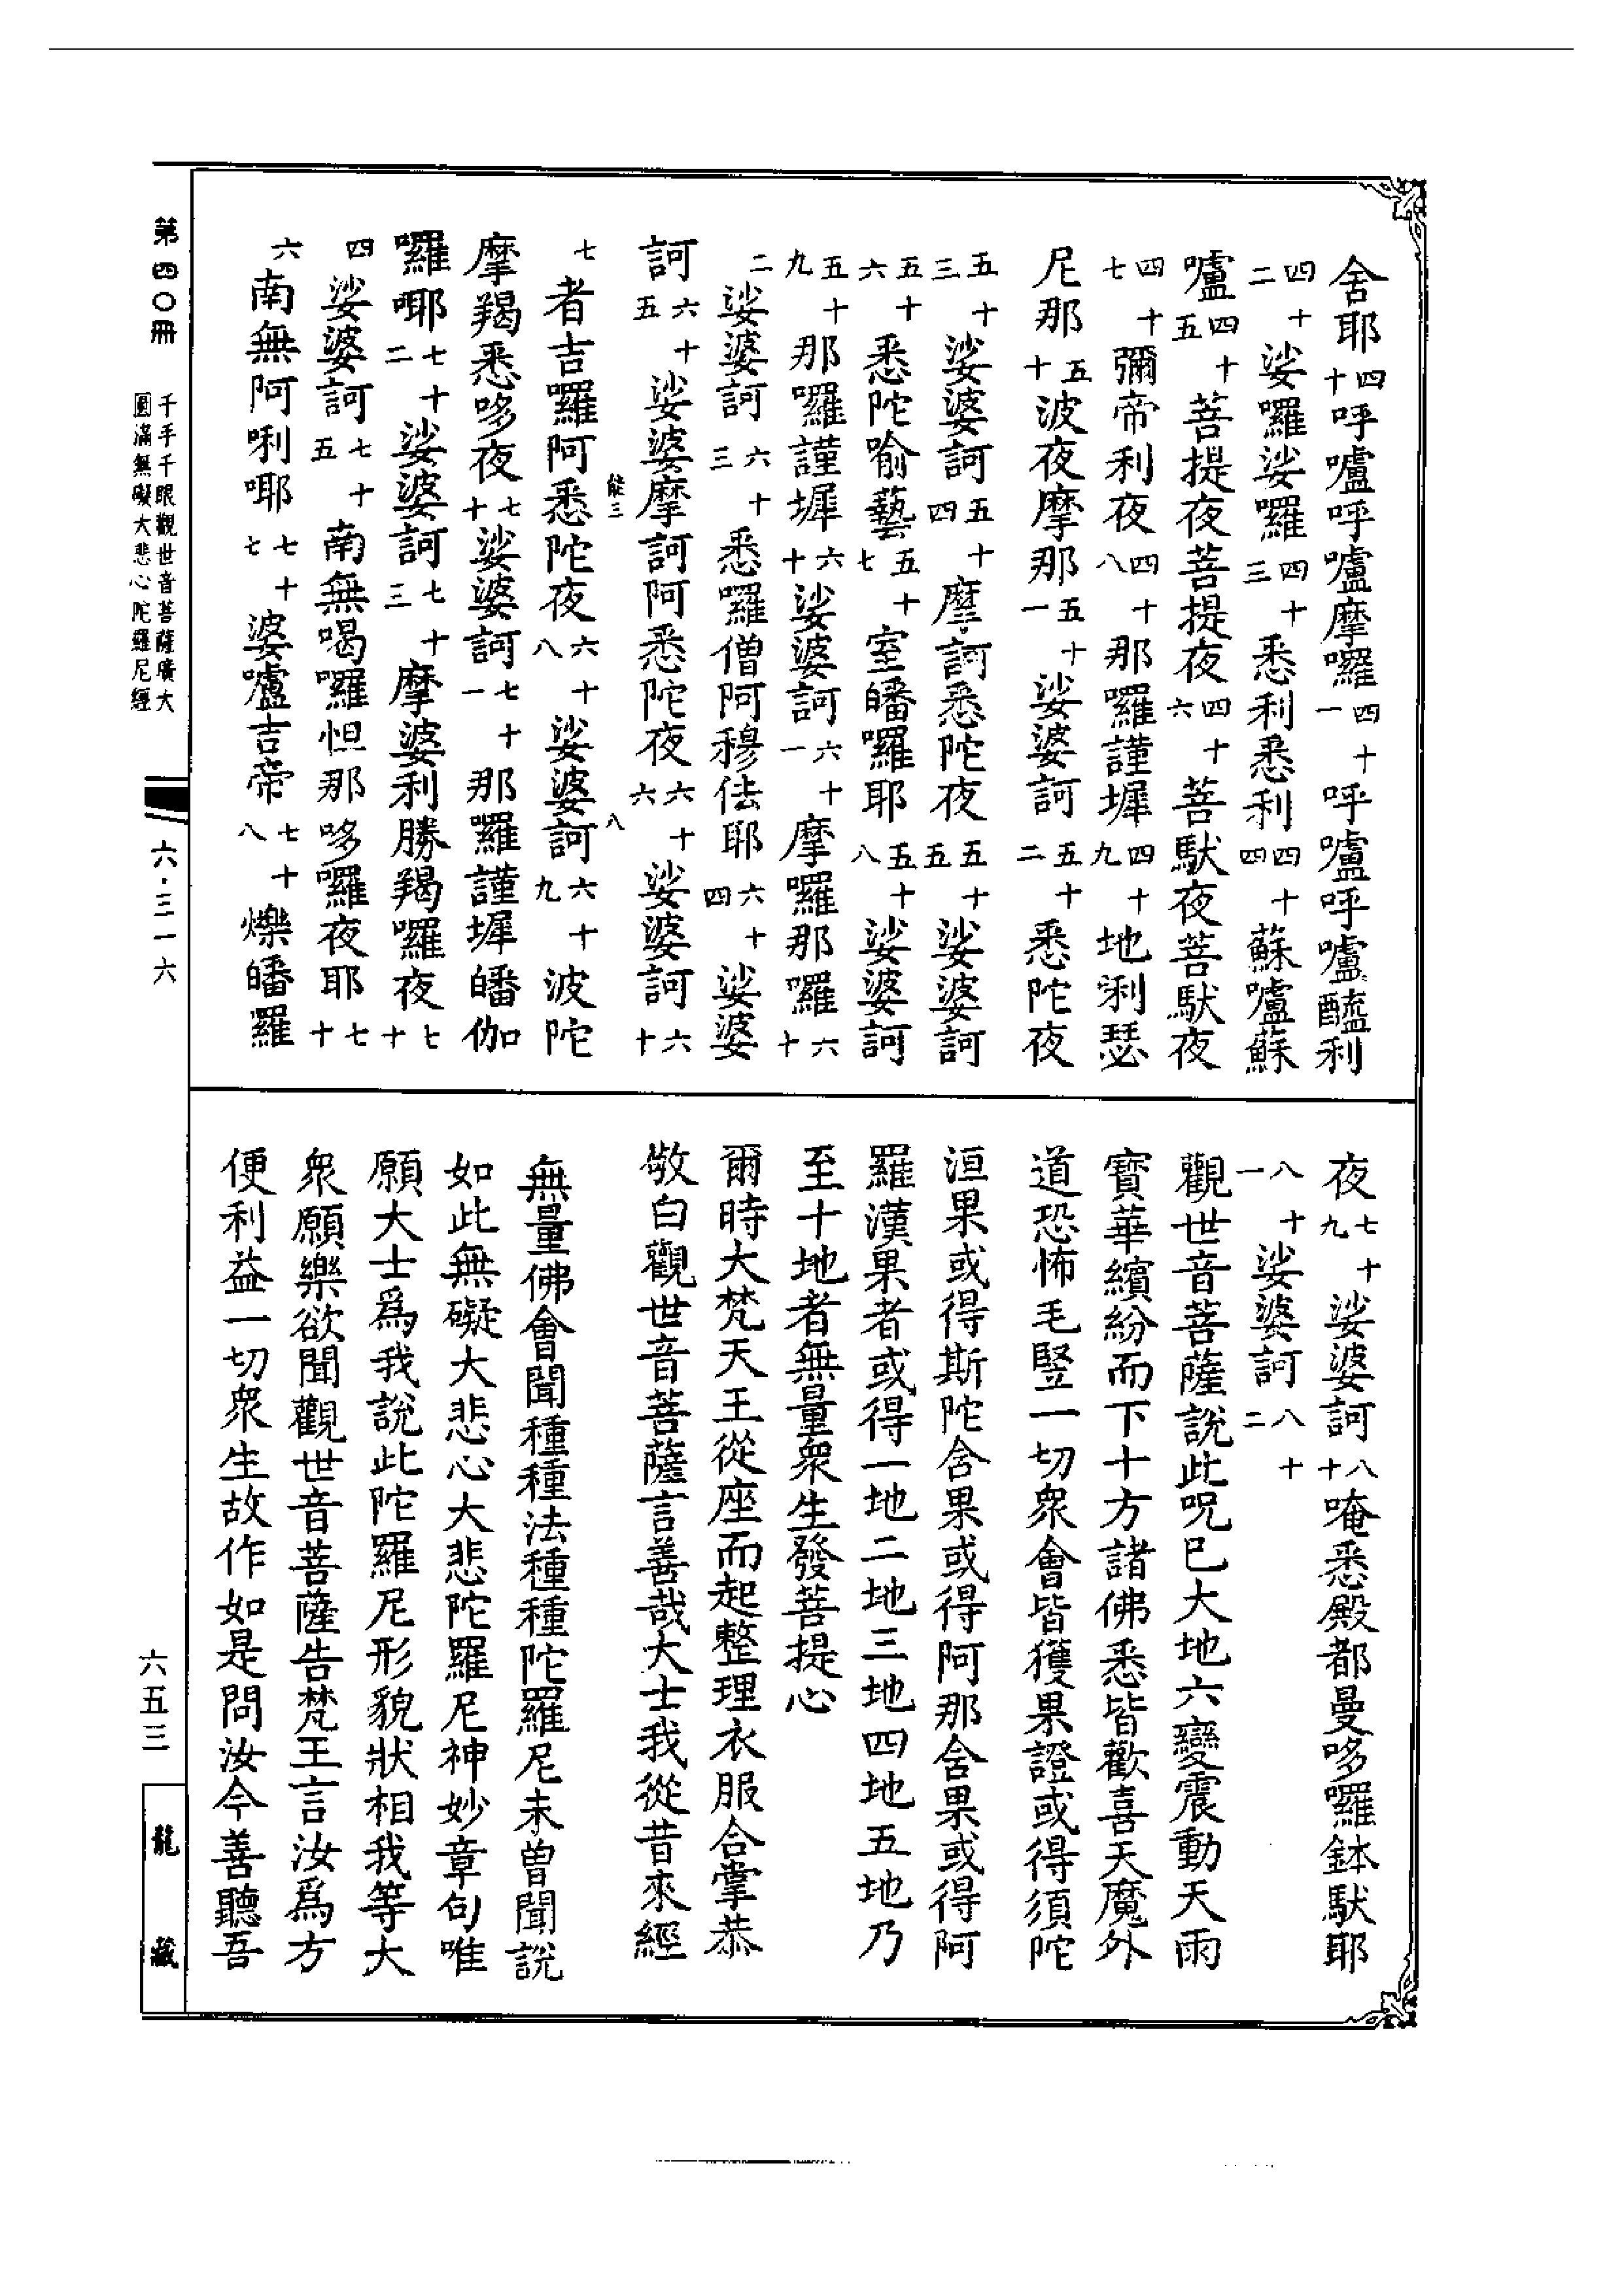 舍耶四十呼嚧呼嚧摩囉四十一呼嚧呼嚧醯利
四十二娑囉娑囉四十三悉利悉利四十四蘇嚧蘇
嚧四十五菩提夜菩提夜四十六菩馱夜菩馱夜
四十七彌帝利夜四十八那囉謹墀四十九地唎瑟
尼那五十波夜摩那五十一娑婆訶五十二悉陀夜
五十三娑婆訶五十四摩訶悉陀夜五十五娑婆訶
五十六悉陀喻藝五十七室皤囉耶五十八娑婆訶
五十九那囉謹墀六十娑婆訶六十一摩囉那囉六十
二娑婆訶六十三悉囉僧阿穆佉耶六十四娑婆
訶六十五娑婆摩訶阿悉陀夜六十六娑婆訶六十
能三 八
七者吉囉阿悉陀夜六十八娑婆訶六十九波陀
摩羯悉哆夜七十娑婆訶七十一那囉謹墀皤伽
囉哪七十二娑婆訶七十三摩婆利勝羯囉夜七十
四娑婆訶七十五南無喝囉怛那哆囉夜耶七十
六南無阿唎哪七十七婆嚧吉帝七十八爍皤羅
夜七十九娑婆訶八十唵悉殿都曼哆囉鉢馱耶
八十一娑婆訶八十二
觀世音菩薩說此呪已大地六變震動天雨
寶華繽紛而下十方諸佛悉皆歡喜天魔外
道恐怖毛竪一切衆會皆獲果證或得須陀
洹果或得斯陀含果或得阿那含果或得阿
羅漢果者或得一地二地三地四地五地乃
至十地者無量衆生發菩提心
爾時大梵天王從座而起整理衣服合掌恭
敬白觀世音菩薩言善哉大士我從昔來經
無量佛會聞種種法種種陀羅尼未曾聞說
如此無礙大悲心大悲陀羅尼神妙章句唯
願大士爲我說此陀羅尼形貌狀相我等大
衆願樂欲聞觀世音菩薩告梵王言汝爲方
便利益一切衆生故作如是問汝今善聽吾
第四〇冊
千手千眼觀世音菩薩廣大
圓滿無礙大悲心陀羅尼經
六·三一六
六五三
龍藏